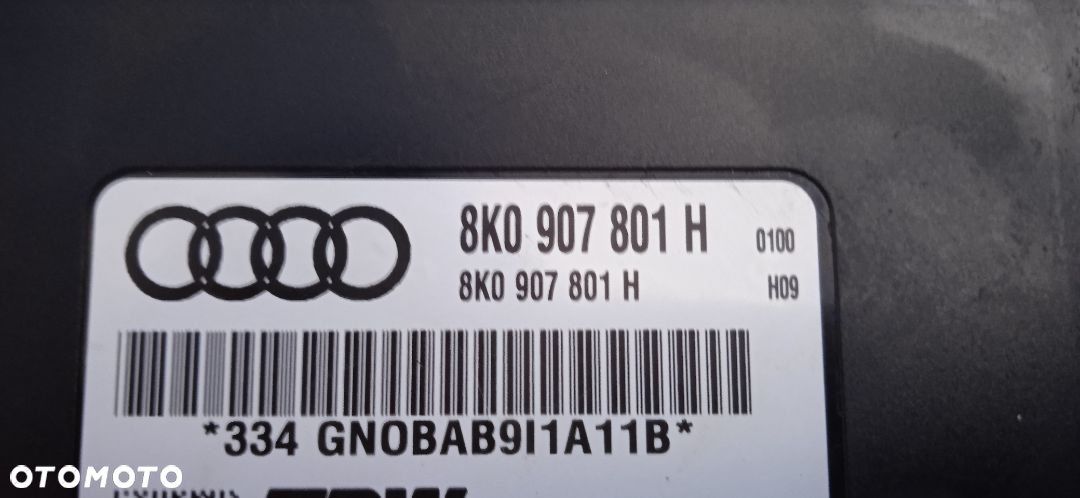 8K0 907 801 H 0100
8K0 907 801 H H09
*334 GNOBAB9I1A11B*
OTOMOTO